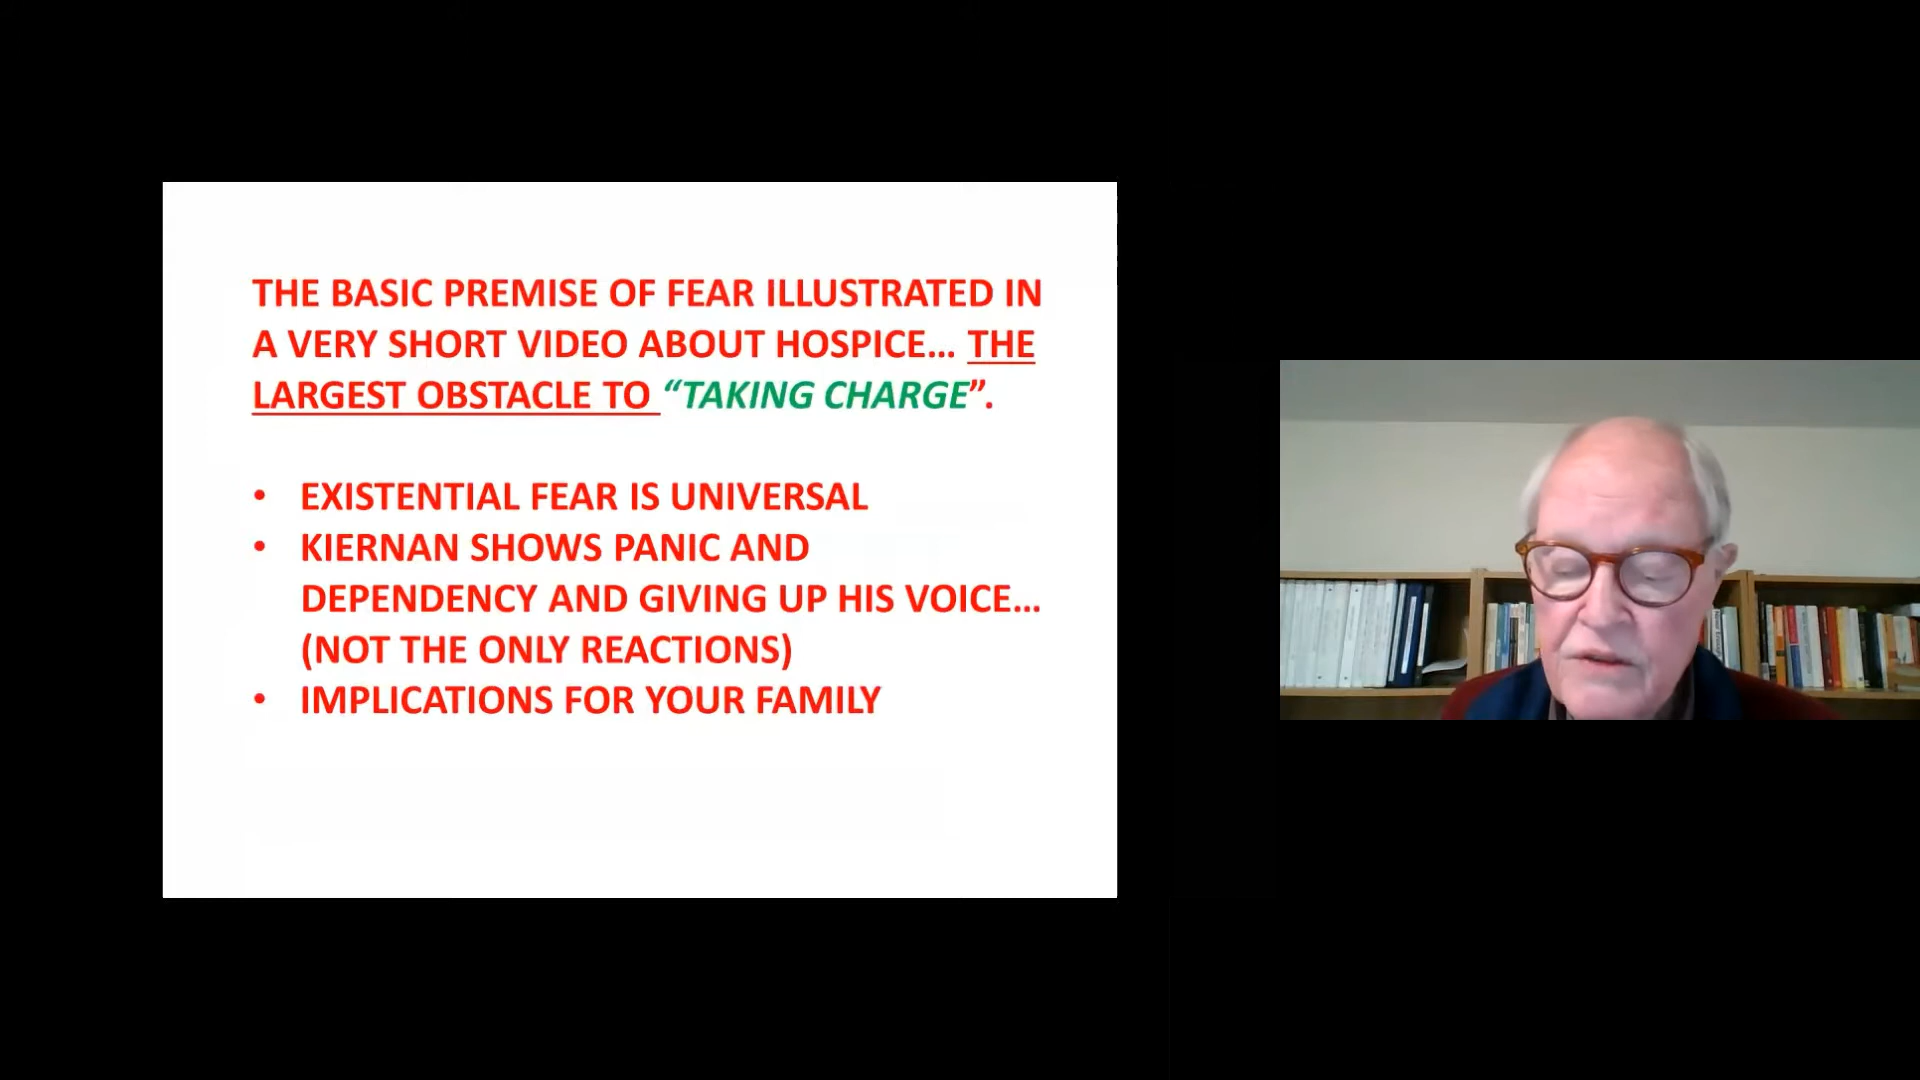 THE BASIC PREMISE OF FEAR ILLUSTRATED IN
A VERY SHORT VIDEO ABOUT HOSPICE... THE
LARGEST OBSTACLE TO “TAKING CHARGE”.
• EXISTENTIAL FEAR IS UNIVERSAL
• KIERNAN SHOWS PANIC AND
DEPENDENCY AND GIVING UP HIS VOICE...
(NOT THE ONLY REACTIONS)
• IMPLICATIONS FOR YOUR FAMILY